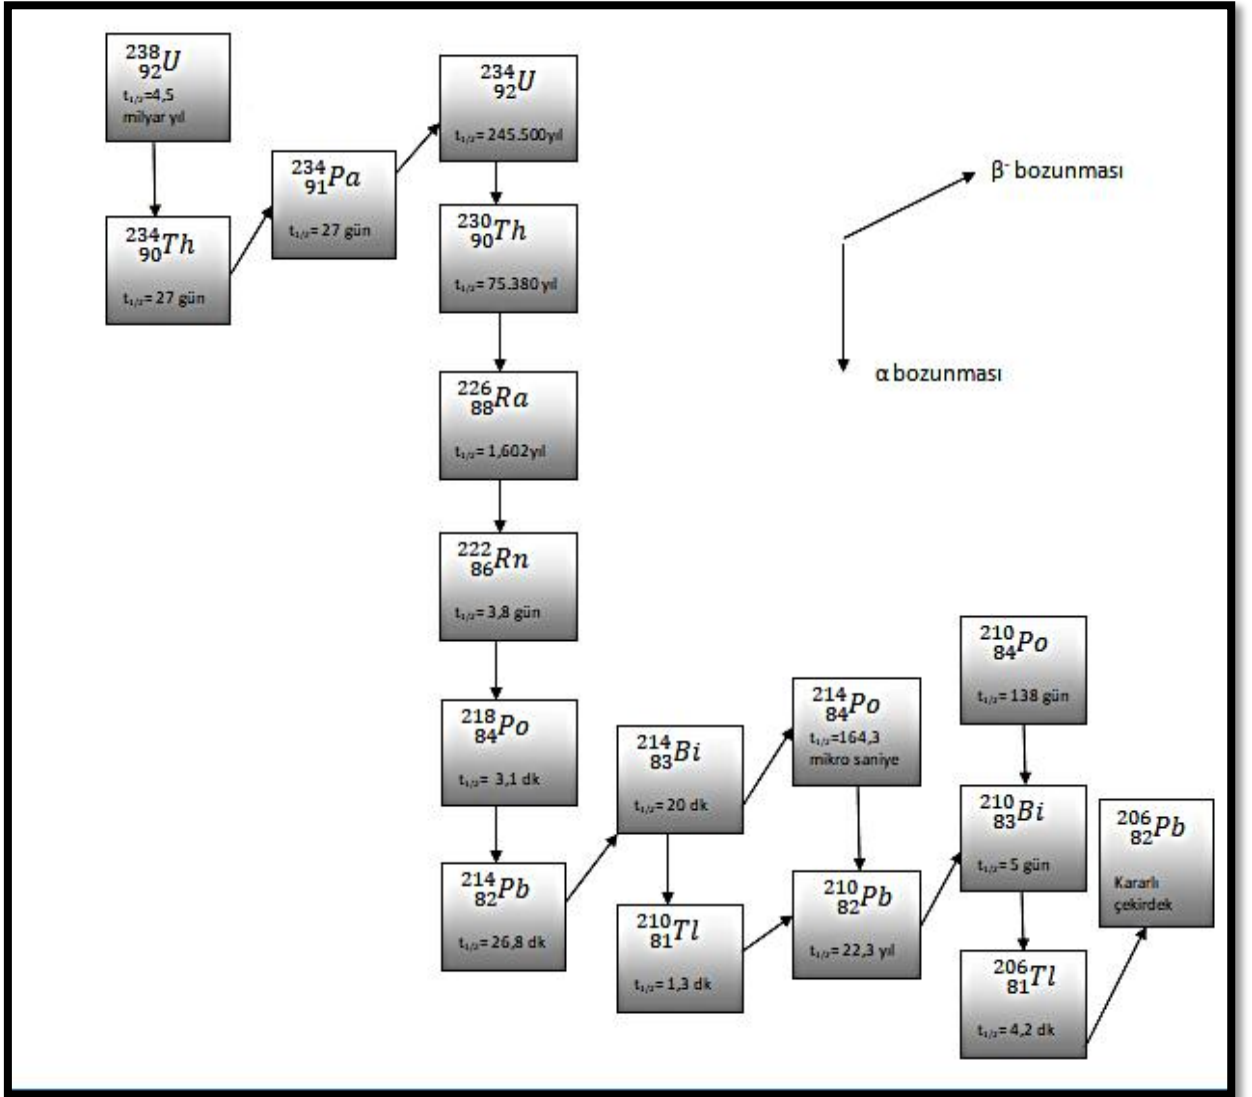 238
92 U
t₁/₂=4,5
milyar yıl
234
90 Th
t₁/₂= 27 gün
234
91 Pa
t₁/₂= 27 gün
234
92 U
t₁/₂= 245.500yıl
230
90 Th
t₁/₂= 75.380 yıl
226
88 Ra
t₁/₂= 1,602yıl
222
86 Rn
t₁/₂= 3,8 gün
218
84 Po
t₁/₂= 3,1 dk
214
82 Pb
t₁/₂= 26,8 dk
214
83 Bi
t₁/₂= 20 dk
210
81 Tl
t₁/₂= 1,3 dk
214
84 Po
t₁/₂=164,3
mikro saniye
210
82 Pb
t₁/₂= 22,3 yıl
210
84 Po
t₁/₂= 138 gün
210
83 Bi
t₁/₂= 5 gün
206
81 Tl
t₁/₂= 4,2 dk
206
82 Pb
Kararlı
çekirdek
β⁻ bozunması
α bozunması